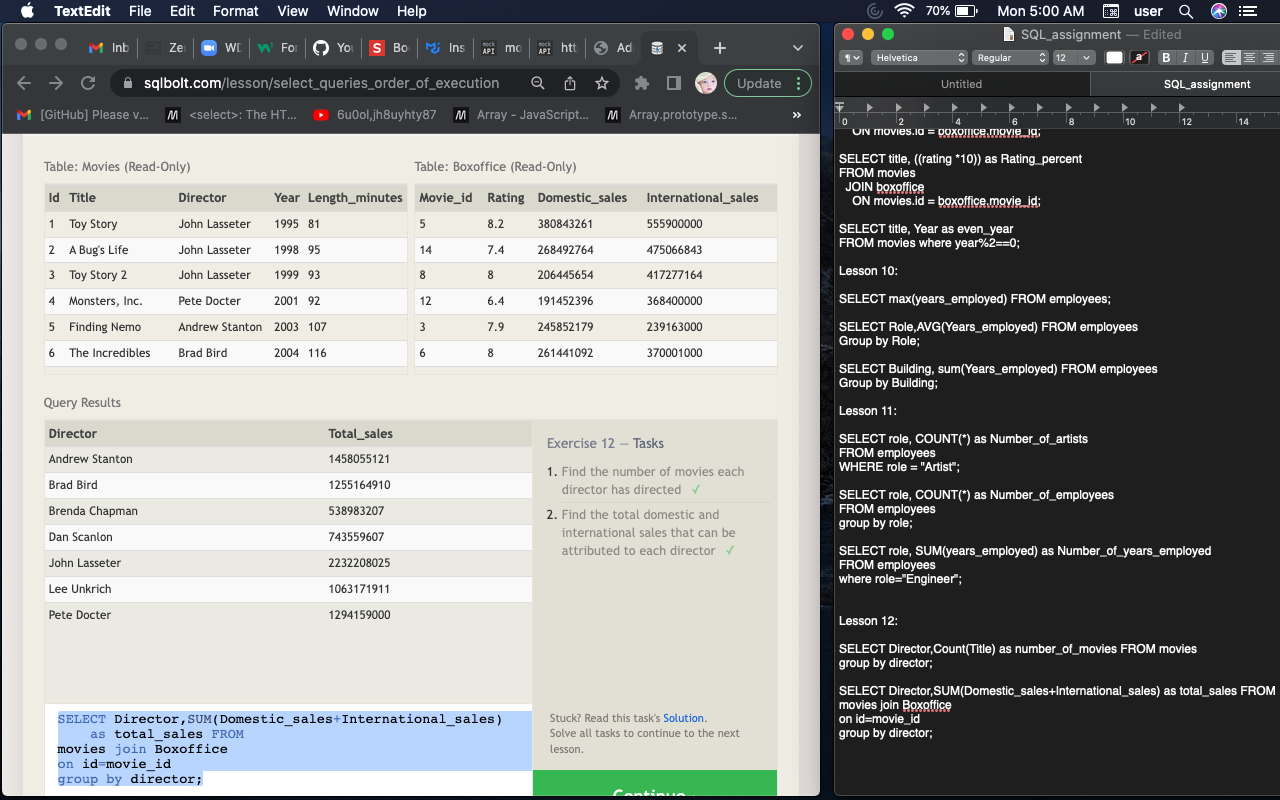 TextEdit File Edit Format View Window Help 70% Mon 5:00 AM user
Inb Ze WD For You Bo Ins mo htt Ad
sqlbolt.com/lesson/select_queries_order_of_execution Update
[GitHub] Please v... <select>: The HT... 6u0ol,jh8uyhty87 Array - JavaScript... Array.prototype.s... »
Table: Movies (Read-Only) Table: Boxoffice (Read-Only)
Id Title Director Year Length_minutes Movie_id Rating Domestic_sales International_sales
1 Toy Story John Lasseter 1995 81 5 8.2 380843261 555900000
2 A Bug's Life John Lasseter 1998 95 14 7.4 268492764 475066843
3 Toy Story 2 John Lasseter 1999 93 8 8 206445654 417277164
4 Monsters, Inc. Pete Docter 2001 92 12 6.4 191452396 368400000
5 Finding Nemo Andrew Stanton 2003 107 3 7.9 245852179 239163000
6 The Incredibles Brad Bird 2004 116 6 8 261441092 370001000
Query Results
Director Total_sales
Andrew Stanton 1458055121
Brad Bird 1255164910
Brenda Chapman 538983207
Dan Scanlon 743559607
John Lasseter 2232208025
Lee Unkrich 1063171911
Pete Docter 1294159000
Exercise 12 — Tasks
1. Find the number of movies each
director has directed ✓
2. Find the total domestic and
international sales that can be
attributed to each director ✓
SELECT Director,SUM(Domestic_sales+International_sales)
as total_sales FROM
movies join Boxoffice
on id=movie_id
group by director;
Stuck? Read this task's Solution.
Solve all tasks to continue to the next
lesson.
Continue
SQL_assignment — Edited
Helvetica Regular 12 a B I U
Untitled SQL_assignment
0 2 4 6 8 10 12 14
ON movies.id = boxoffice.movie_id;
SELECT title, ((rating *10)) as Rating_percent
FROM movies
JOIN boxoffice
ON movies.id = boxoffice.movie_id;
SELECT title, Year as even_year
FROM movies where year%2==0;
Lesson 10:
SELECT max(years_employed) FROM employees;
SELECT Role,AVG(Years_employed) FROM employees
Group by Role;
SELECT Building, sum(Years_employed) FROM employees
Group by Building;
Lesson 11:
SELECT role, COUNT(*) as Number_of_artists
FROM employees
WHERE role = "Artist";
SELECT role, COUNT(*) as Number_of_employees
FROM employees
group by role;
SELECT role, SUM(years_employed) as Number_of_years_employed
FROM employees
where role="Engineer";
Lesson 12:
SELECT Director,Count(Title) as number_of_movies FROM movies
group by director;
SELECT Director,SUM(Domestic_sales+International_sales) as total_sales FROM
movies join Boxoffice
on id=movie_id
group by director;